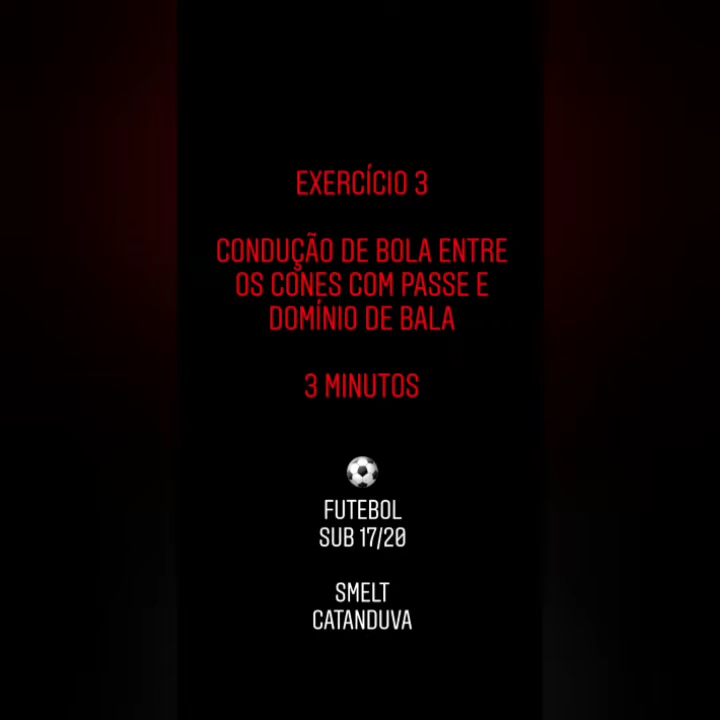 EXERCÍCIO 3
CONDUÇÃO DE BOLA ENTRE
OS CONES COM PASSE E
DOMÍNIO DE BALA
3 MINUTOS
FUTEBOL
SUB 17/20
SMELT
CATANDUVA